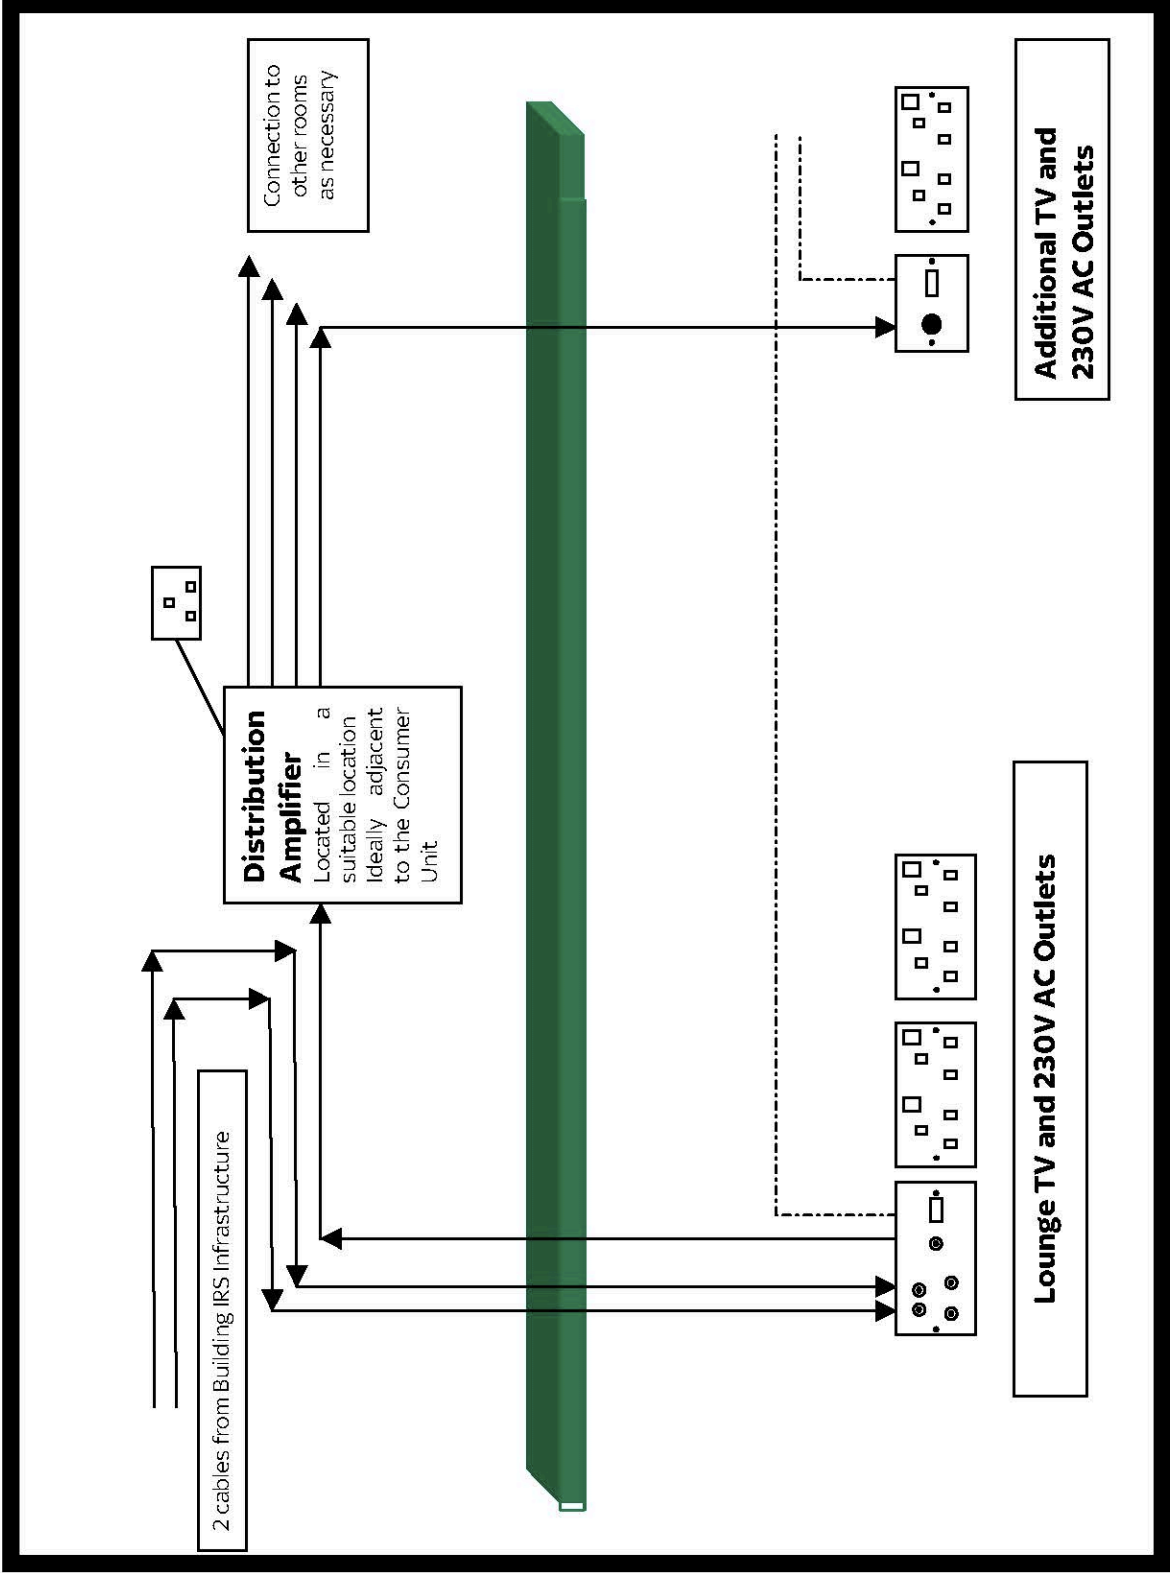 2 cables from Building IRS Infrastructure
Distribution
Amplifier
Located in a
suitable location
Ideally adjacent
to the Consumer
Unit
Connection to
other rooms
as necessary
Lounge TV and 230V AC Outlets
Additional TV and
230V AC Outlets